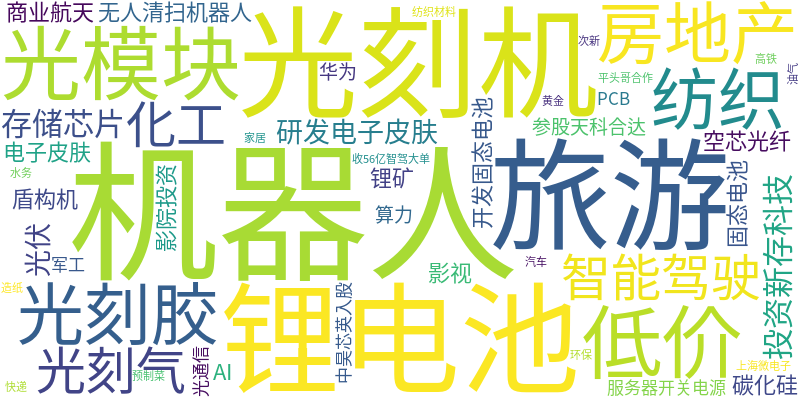 商业航天
无人清扫机器人
纺织材料
次新
房地产
高铁
油气
光模块
光刻机
华为
平头哥合作
黄金
PCB
纺织
存储芯片
化工
研发电子皮肤
家居
开发固态电池
参股天科合达
空芯光纤
电子皮肤
收56亿智驾大单
水务
机器人
旅游
影院投资
锂矿
固态电池
投资新存科技
盾构机
算力
光伏
军工
影视
汽车
智能驾驶
造纸
光刻胶
锂电池
中昊芯英入股
低价
光刻气
光通信
AI
预制菜
环保
上海微电子
快递
服务器开关电源
碳化硅